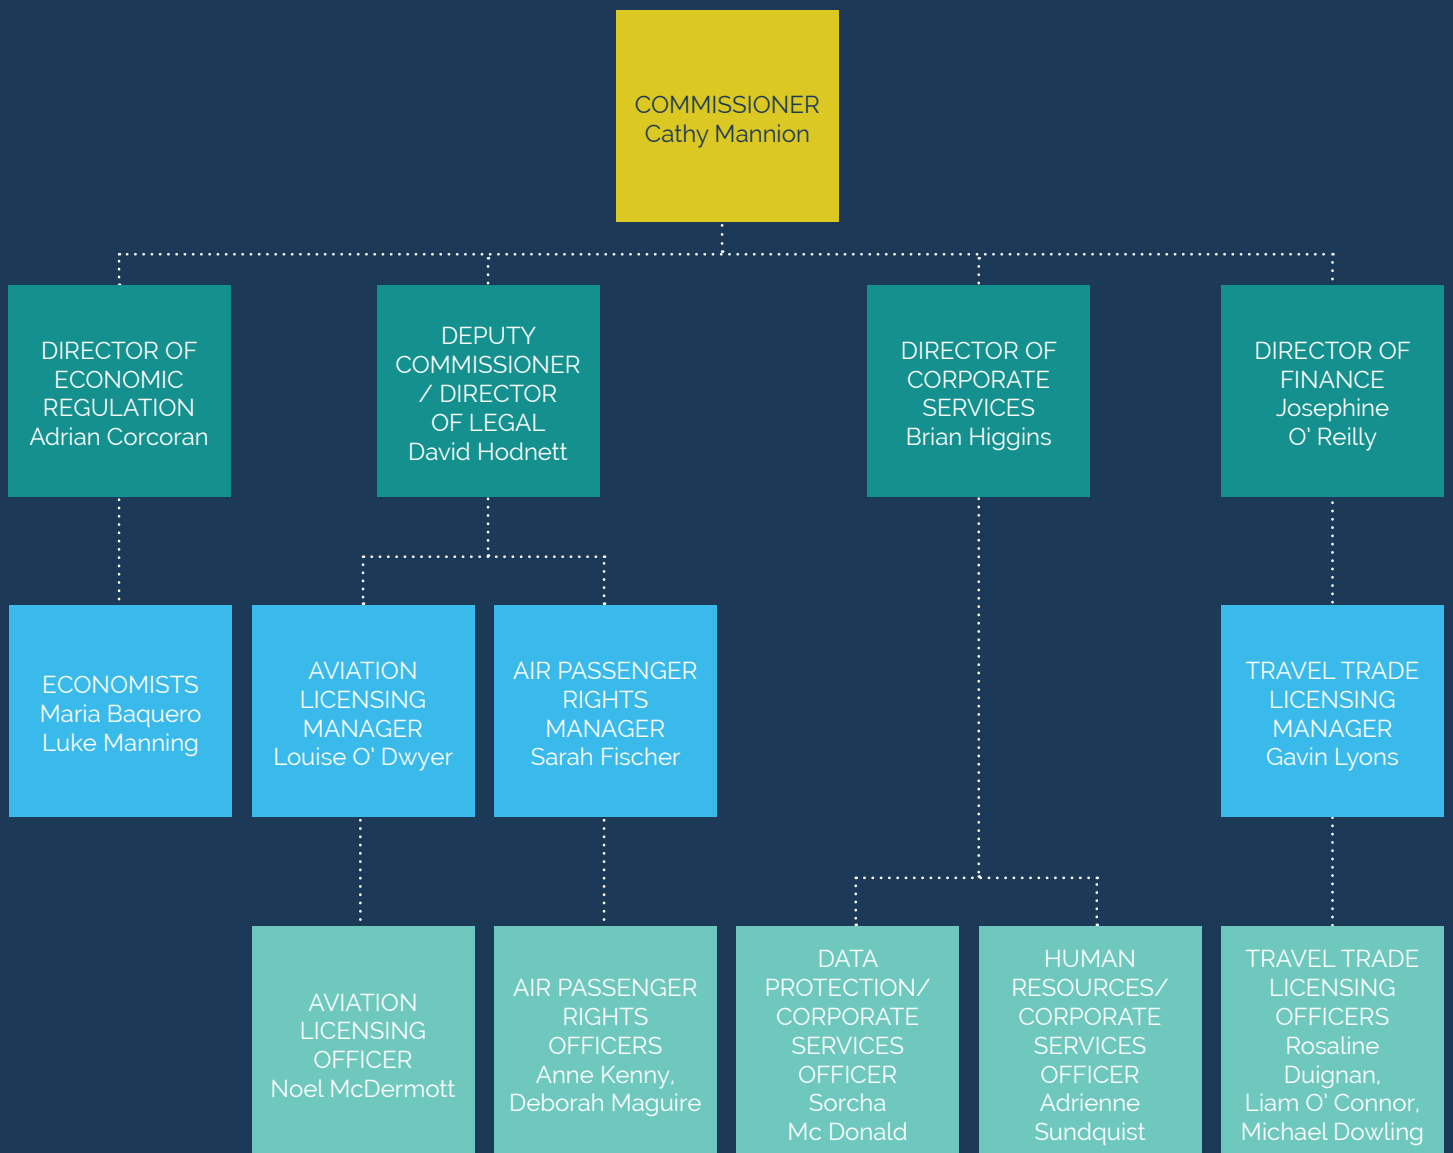 COMMISSIONER
Cathy Mannion
DIRECTOR OF
ECONOMIC
REGULATION
Adrian Corcoran
DEPUTY
COMMISSIONER
/ DIRECTOR
OF LEGAL
David Hodnett
DIRECTOR OF
CORPORATE
SERVICES
Brian Higgins
DIRECTOR OF
FINANCE
Josephine
O' Reilly
ECONOMISTS
Maria Baquero
Luke Manning
AVIATION
LICENSING
MANAGER
Louise O' Dwyer
AIR PASSENGER
RIGHTS
MANAGER
Sarah Fischer
TRAVEL TRADE
LICENSING
MANAGER
Gavin Lyons
AVIATION
LICENSING
OFFICER
Noel McDermott
AIR PASSENGER
RIGHTS
OFFICERS
Anne Kenny,
Deborah Maguire
DATA
PROTECTION/
CORPORATE
SERVICES
OFFICER
Sorcha
Mc Donald
HUMAN
RESOURCES/
CORPORATE
SERVICES
OFFICER
Adrienne
Sundquist
TRAVEL TRADE
LICENSING
OFFICERS
Rosaline
Duignan,
Liam O' Connor,
Michael Dowling